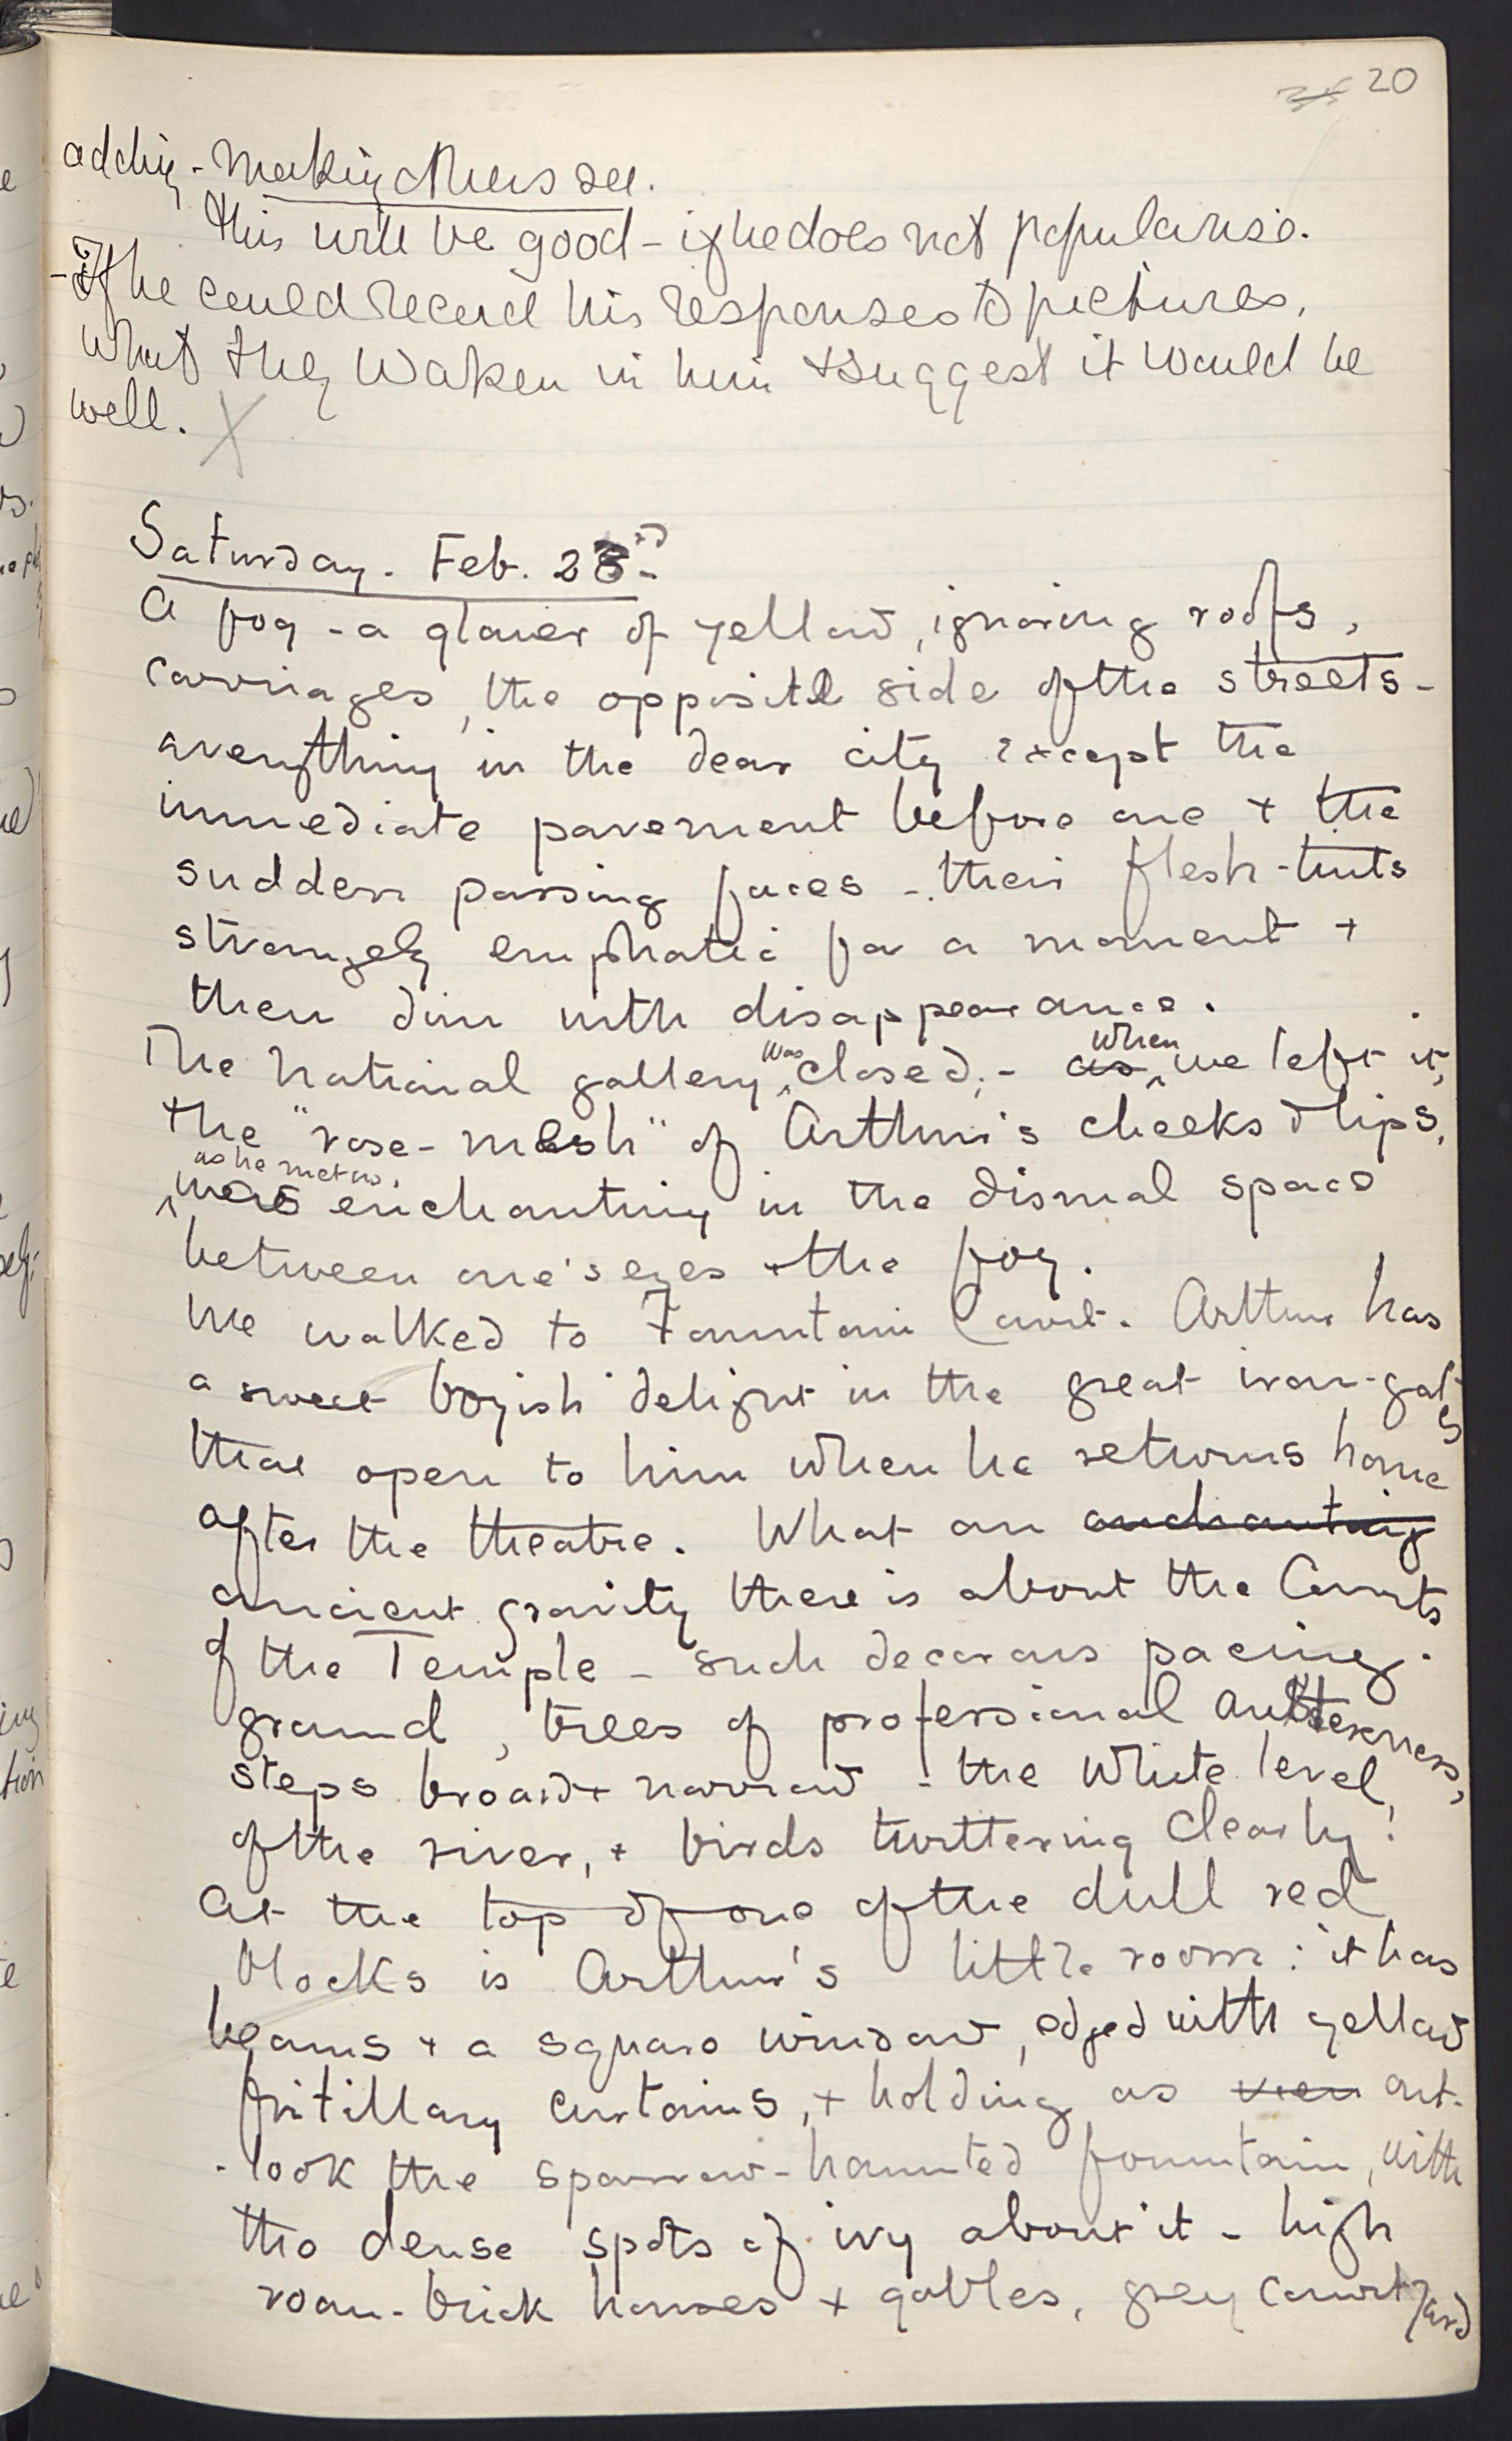 20
adding - making others see.
This will be good - if he does not popularise.
- If he could record his responses to pictures,
what they waken in him & suggest it would be
well. X
Saturday. Feb. 28
A fog - a glower of yellow, ignoring roofs,
carriages, the opposite side of the streets -
everything in the dear city except the
immediate pavement before one + the
sudden passing faces - their flesh-tints
strangely emphatic for a moment +
then dim with disappearance.
The National gallery was closed; - as when we left it,
the "rose-mesh" of Arthur's cheeks & lips,
as he met us,
was enchanting in the dismal space
between one's eyes + the fog.
We walked to Fountain Court. Arthur has
a sweet boyish delight in the great iron-gates
that open to him when he returns home
after the theatre. What an enchanting
ancient gravity there is about the Courts
of the Temple - such decorous pacing-
ground, trees of professional austereness,
steps broad + narrow - the white level
of the river, + birds twittering clearly!
At the top of one of the dull red
blocks is Arthur's little room: it has
beams + a square window, edged with yellow
fritillary curtains, + holding as view out-
-look the sparrow-haunted fountain, with
the dense spots of ivy about it - high
roan-brick houses + gables, grey courtyard